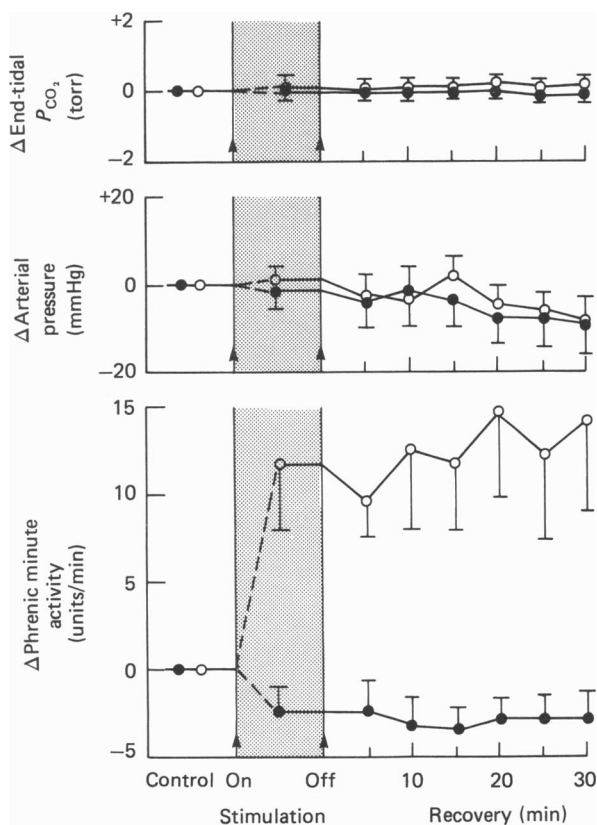 +2
ΔEnd-tidal
P_CO₂
(torr)
0
−2
+20
ΔArterial
pressure
(mmHg)
0
−20
15
10
ΔPhrenic minute
activity
(units/min)
5
0
−5
Control On Off 10 20 30
Stimulation Recovery (min)